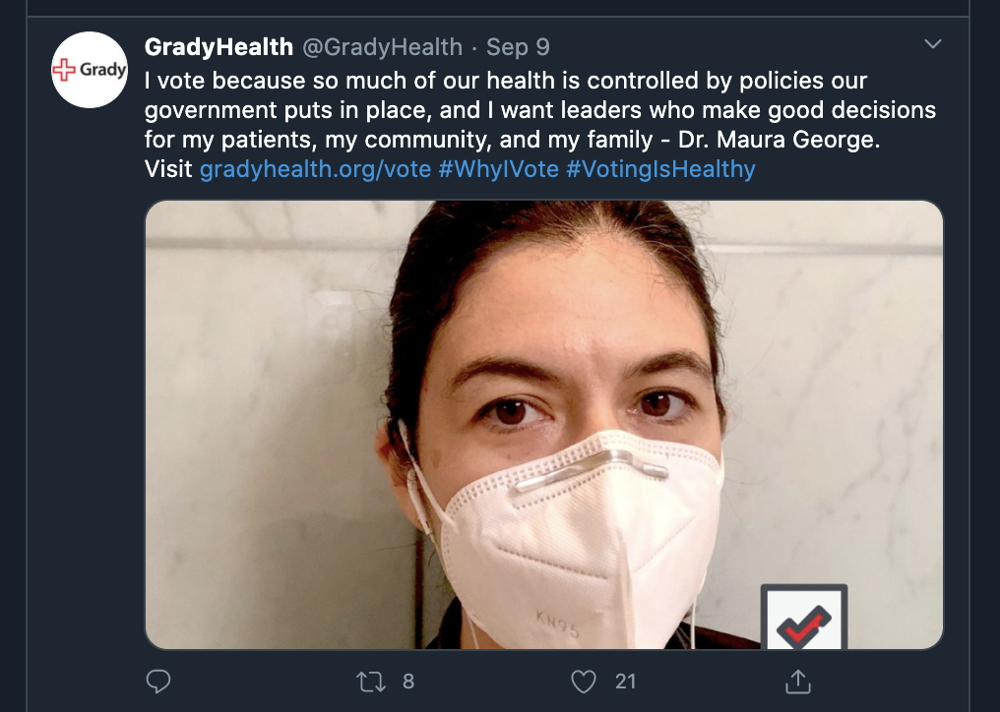 GradyHealth @GradyHealth · Sep 9
Grady
I vote because so much of our health is controlled by policies our
government puts in place, and I want leaders who make good decisions
for my patients, my community, and my family - Dr. Maura George.
Visit gradyhealth.org/vote #WhyIVote #VotingIsHealthy
KN95
8 21